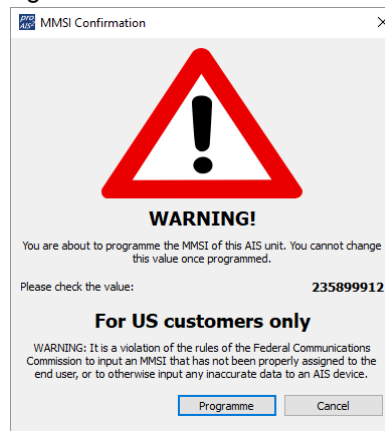 pro
AIS2
MMSI Confirmation
WARNING!
You are about to programme the MMSI of this AIS unit. You cannot change
this value once programmed.
Please check the value:
235899912
For US customers only
WARNING: It is a violation of the rules of the Federal Communications
Commission to input an MMSI that has not been properly assigned to the
end user, or to otherwise input any inaccurate data to an AIS device.
Programme
Cancel